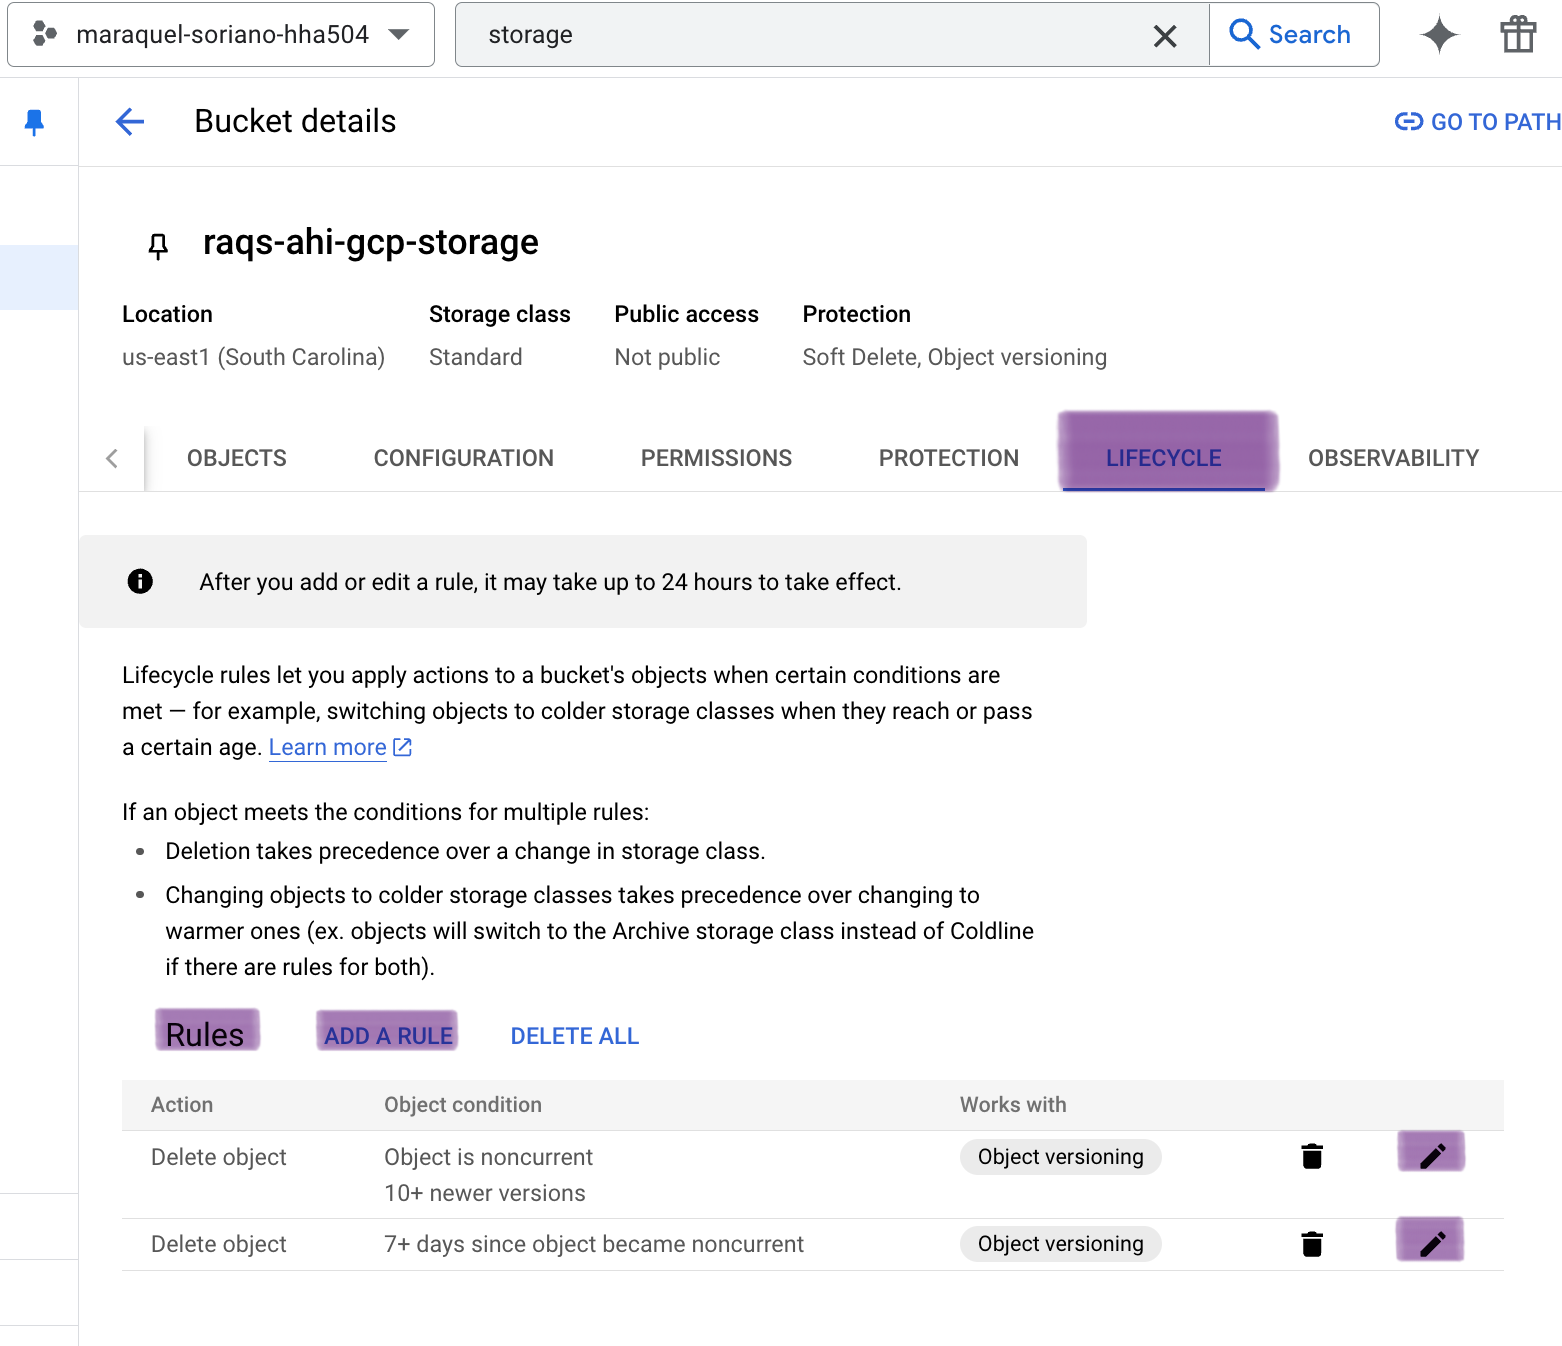 maraquel-soriano-hha504
storage
Search
Bucket details
GO TO PATH
raqs-ahi-gcp-storage
Location Storage class Public access Protection
us-east1 (South Carolina) Standard Not public Soft Delete, Object versioning
OBJECTS CONFIGURATION PERMISSIONS PROTECTION LIFECYCLE OBSERVABILITY
After you add or edit a rule, it may take up to 24 hours to take effect.
Lifecycle rules let you apply actions to a bucket's objects when certain conditions are
met — for example, switching objects to colder storage classes when they reach or pass
a certain age. Learn more
If an object meets the conditions for multiple rules:
• Deletion takes precedence over a change in storage class.
• Changing objects to colder storage classes takes precedence over changing to
warmer ones (ex. objects will switch to the Archive storage class instead of Coldline
if there are rules for both).
Rules ADD A RULE DELETE ALL
Action Object condition Works with
Delete object Object is noncurrent Object versioning
10+ newer versions
Delete object 7+ days since object became noncurrent Object versioning